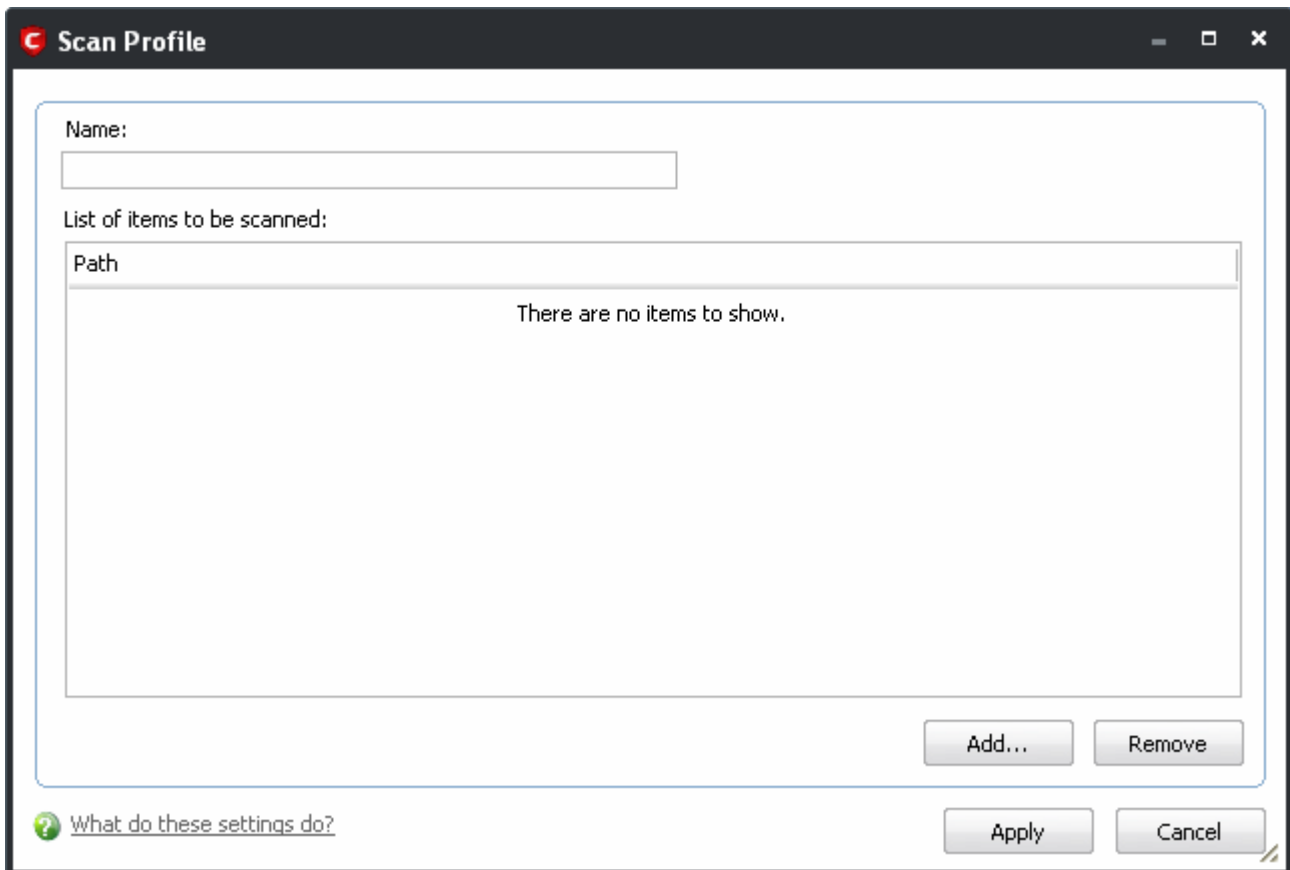 Scan Profile
Name:
List of items to be scanned:
Path
There are no items to show.
Add...
Remove
What do these settings do?
Apply
Cancel